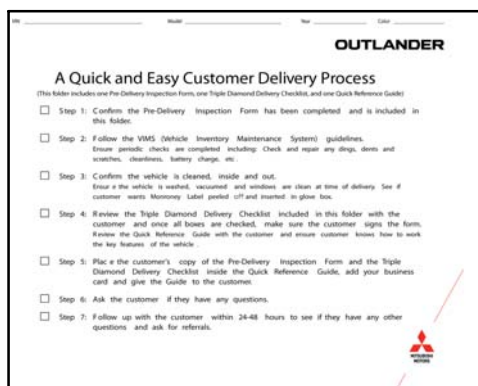 VIN Model Year Color
OUTLANDER
A Quick and Easy Customer Delivery Process
(This folder includes one Pre-Delivery Inspection Form, one Triple Diamond Delivery Checklist, and one Quick Reference Guide)
Step 1: Confirm the Pre-Delivery Inspection Form has been completed and is included in
this folder.
Step 2: Follow the VIMS (Vehicle Inventory Maintenance System) guidelines.
Ensure periodic checks are completed including: Check and repair any dings, dents and
scratches, cleanliness, battery charge, etc.
Step 3: Confirm the vehicle is cleaned, inside and out.
Ensure the vehicle is washed, vacuumed and windows are clean at time of delivery. See if
customer wants Monroney Label peeled off and inserted in glove box.
Step 4: Review the Triple Diamond Delivery Checklist included in this folder with the
customer and once all boxes are checked, make sure the customer signs the form.
Review the Quick Reference Guide with the customer and ensure customer knows how to work
the key features of the vehicle.
Step 5: Place the customer's copy of the Pre-Delivery Inspection Form and the Triple
Diamond Delivery Checklist inside the Quick Reference Guide, add your business
card and give the Guide to the customer.
Step 6: Ask the customer if they have any questions.
Step 7: Follow up with the customer within 24-48 hours to see if they have any other
questions and ask for referrals.
MITSUBISHI
MOTORS